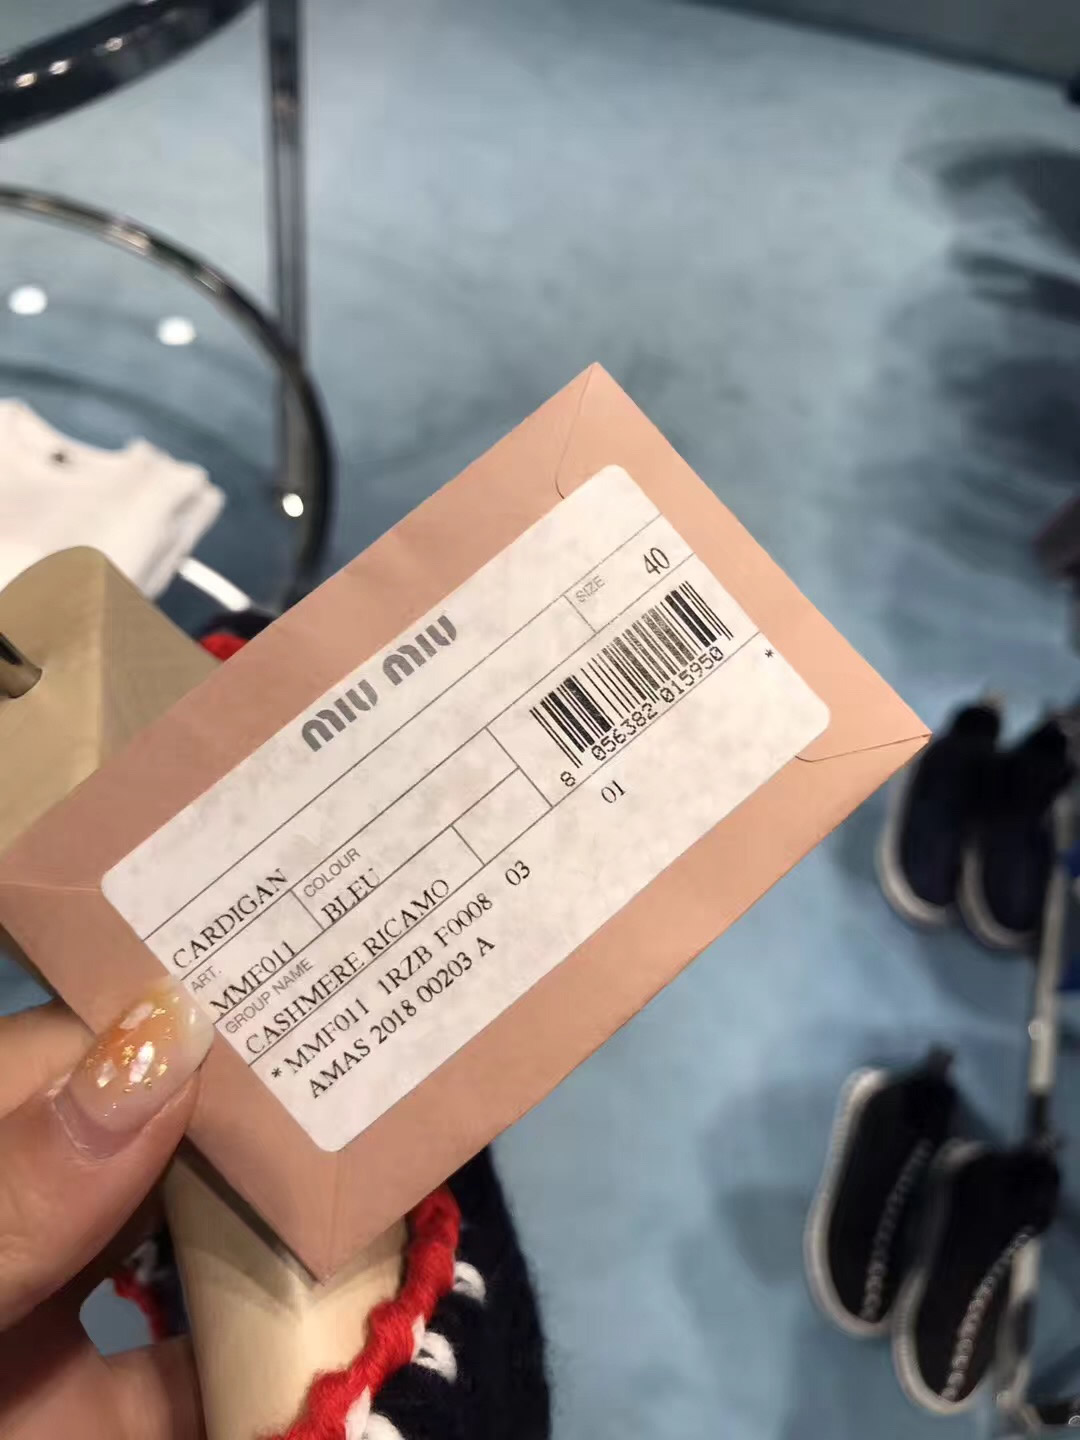 MIU MIU
SIZE 40
CARDIGAN
ART. COLOUR
MMF011 BLEU
GROUP NAME
CASHMERE RICAMO
8 056382 015950
*
* MMF011 1RZB F0008 03 01
AMAS 2018 00203 A